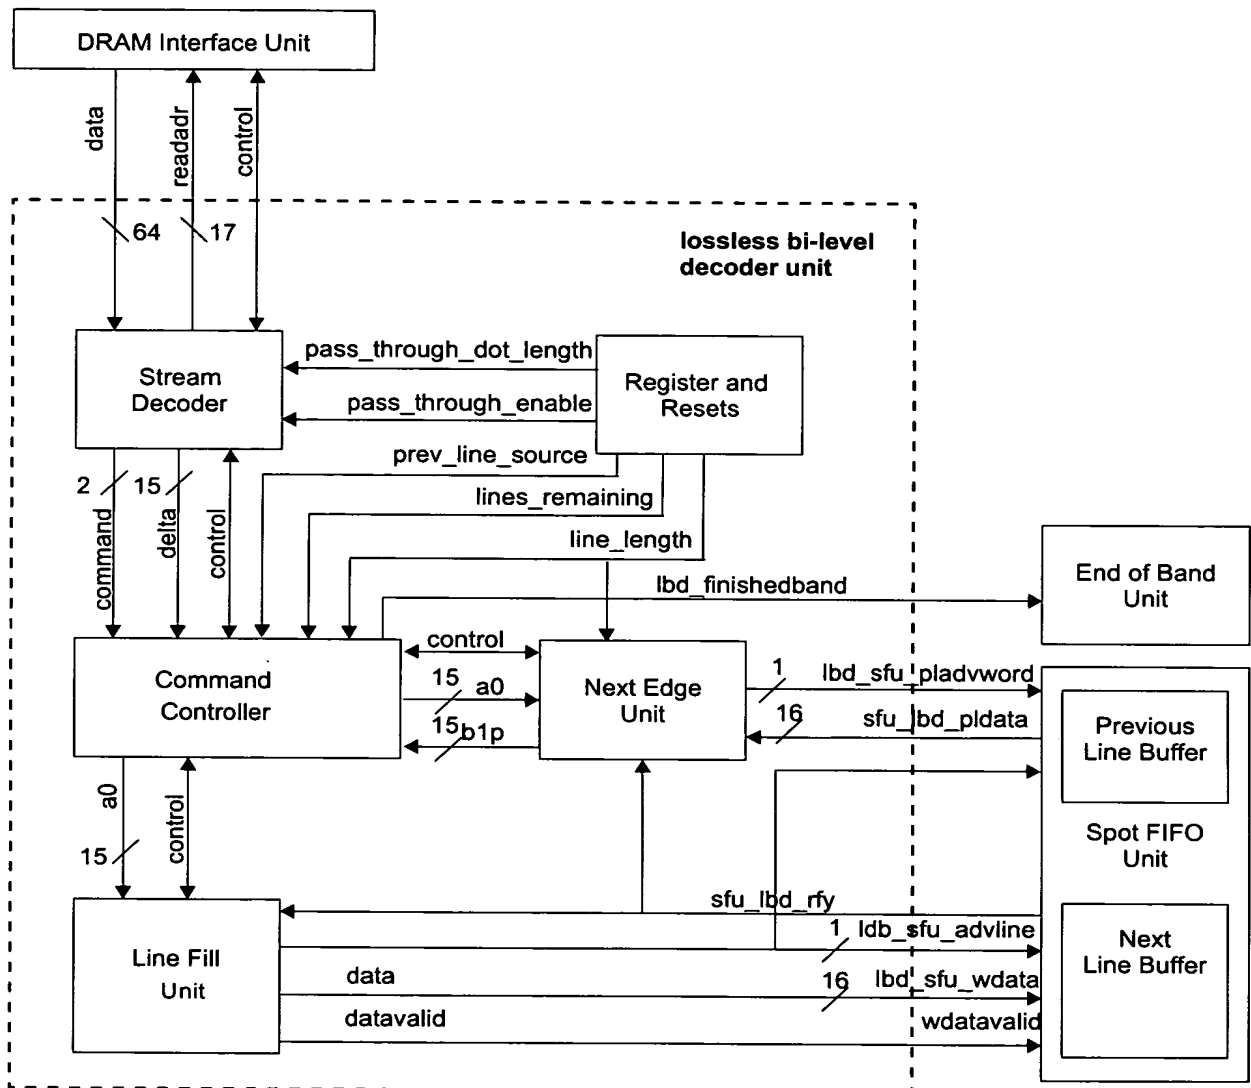 DRAM Interface Unit
data
readadr
control
64
17
lossless bi-level
decoder unit
Stream
Decoder
pass_through_dot_length
pass_through_enable
Register and
Resets
prev_line_source
lines_remaining
line_length
2
15
command
delta
control
lbd_finishedband
End of Band
Unit
Command
Controller
control
15
a0
15
b1p
Next Edge
Unit
1
lbd_sfu_pladvword
16
sfu_lbd_pldata
Previous
Line Buffer
Spot FIFO
Unit
a0
control
15
sfu_lbd_rfy
1
ldb_sfu_advline
Line Fill
Unit
data
16
lbd_sfu_wdata
datavalid
wdatavalid
Next
Line Buffer